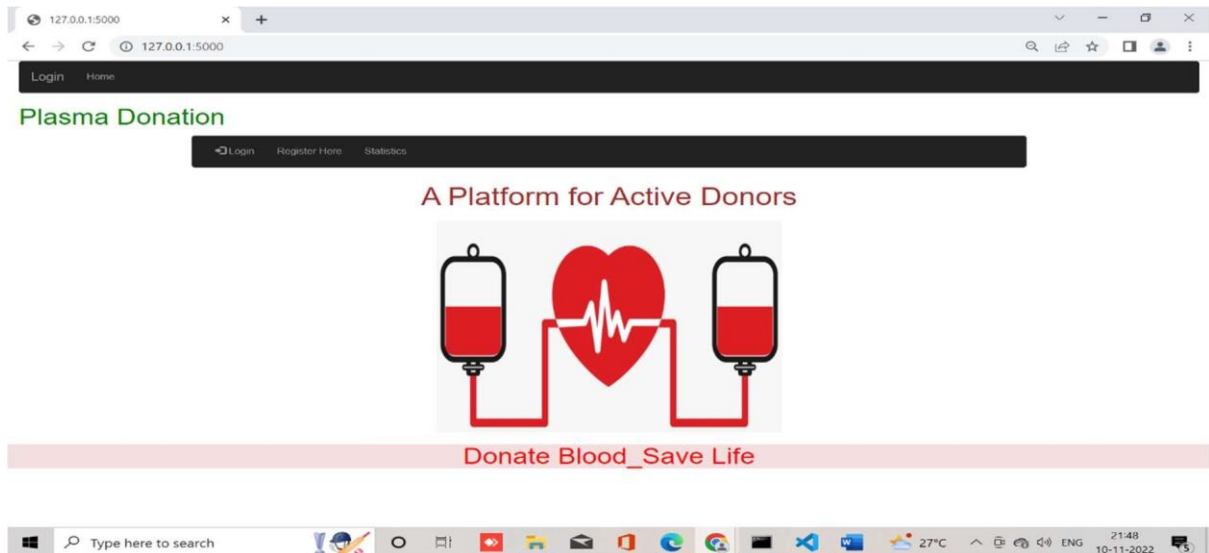 127.0.0.1:5000
127.0.0.1:5000
Login Home
Plasma Donation
Login Register Here Statistics
A Platform for Active Donors
Donate Blood_Save Life
Type here to search
27°C ENG 21:48
10-11-2022